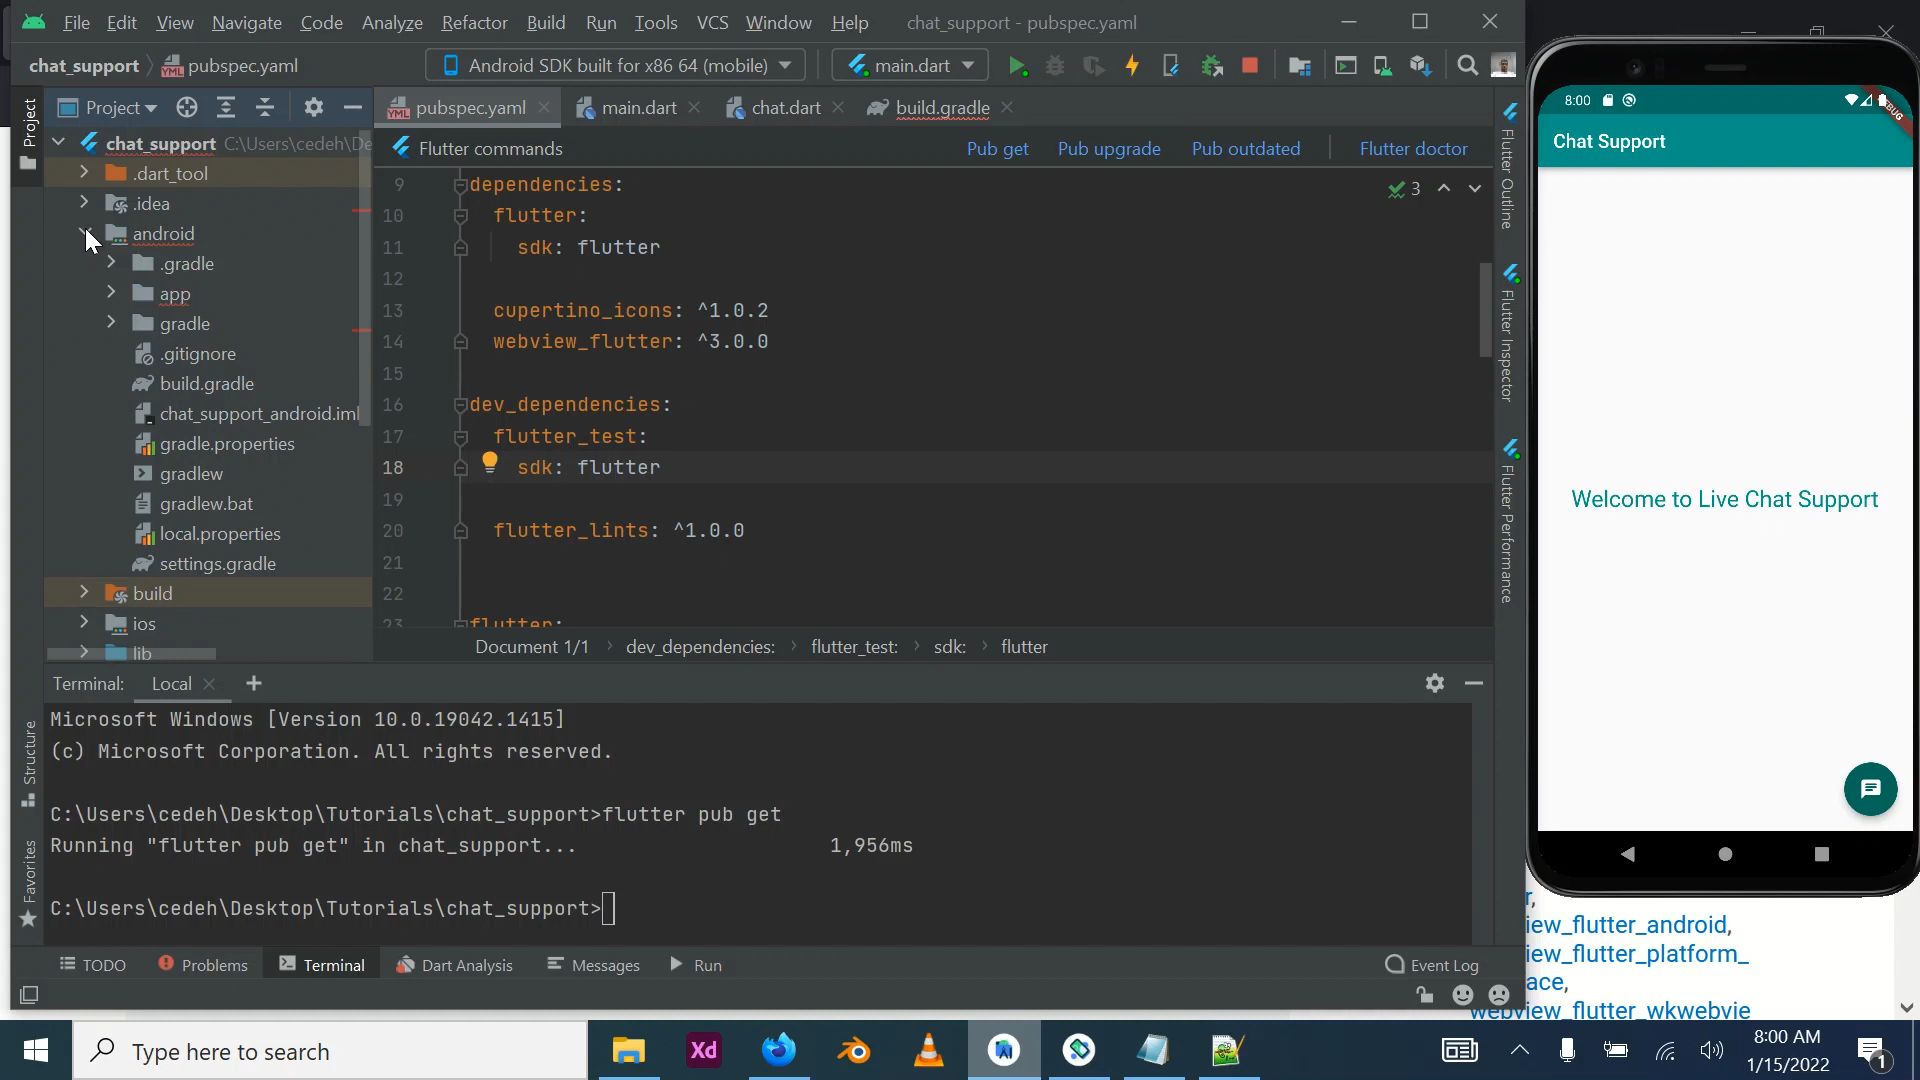 File Edit View Navigate Code Analyze Refactor Build Run Tools VCS Window Help chat_support - pubspec.yaml
chat_support pubspec.yaml Android SDK built for x86 64 (mobile) main.dart
Project pubspec.yaml main.dart chat.dart build.gradle
Project
chat_support C:\Users\cedeh\De
Flutter commands Pub get Pub upgrade Pub outdated Flutter doctor
.dart_tool
.idea
android
.gradle
app
gradle
.gitignore
build.gradle
chat_support_android.iml
gradle.properties
gradlew
gradlew.bat
local.properties
settings.gradle
build
ios
lib
9 dependencies:
10 flutter:
11 sdk: flutter
12
13 cupertino_icons: ^1.0.2
14 webview_flutter: ^3.0.0
15
16 dev_dependencies:
17 flutter_test:
18 sdk: flutter
19
20 flutter_lints: ^1.0.0
21
22
23 flutter:
3
Document 1/1 dev_dependencies: flutter_test: sdk: flutter
Flutter Outline
Flutter Inspector
Flutter Performance
Structure
Favorites
Terminal: Local
Microsoft Windows [Version 10.0.19042.1415]
(c) Microsoft Corporation. All rights reserved.
C:\Users\cedeh\Desktop\Tutorials\chat_support>flutter pub get
Running "flutter pub get" in chat_support... 1,956ms
C:\Users\cedeh\Desktop\Tutorials\chat_support>
TODO Problems Terminal Dart Analysis Messages Run Event Log
8:00
Chat Support
Welcome to Live Chat Support
r,
iew_flutter_android,
iew_flutter_platform_
ace,
webview_flutter_wkwebvie
Type here to search
Xd
8:00 AM
1/15/2022
1